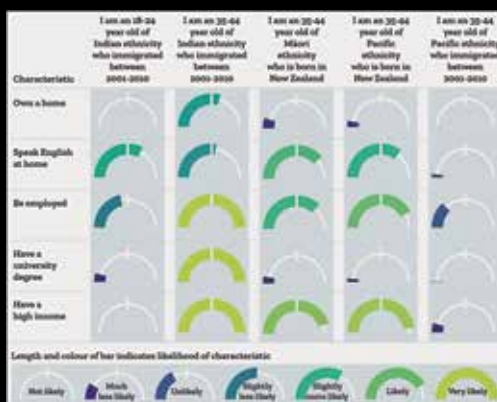 I am an 18-24
year old of
Indian ethnicity
who immigrated
between
2001-2010
I am an 35-44
year old of
Indian ethnicity
who immigrated
between
2001-2010
I am an 35-44
year old of
Māori
ethnicity
who is born in
New Zealand
I am an 35-44
year old of
Pacific
ethnicity
who is born in
New Zealand
I am an 35-44
year old of
Pacific ethnicity
who immigrated
between
2001-2010
Characteristic
Own a home
Speak English
at home
Be employed
Have a
university
degree
Have a
high income
Length and colour of bar indicates likelihood of characteristic
Not likely
Much
less likely
Unlikely
Slightly
less likely
Slightly
more likely
Likely
Very likely